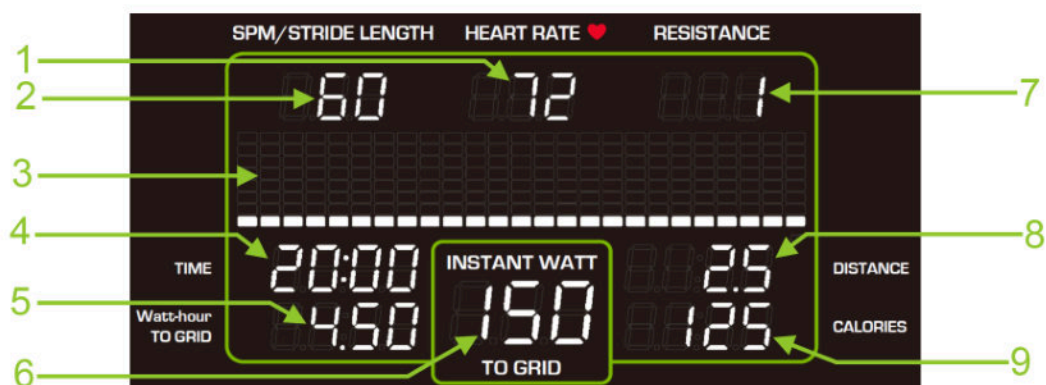 SPM/STRIDE LENGTH HEART RATE RESISTANCE
1
2 60 72 1 7
3
4 TIME 20:00 INSTANT WATT 2.5 DISTANCE 8
5 Watt-hour
TO GRID 4.50 150 125 CALORIES
6 TO GRID 9